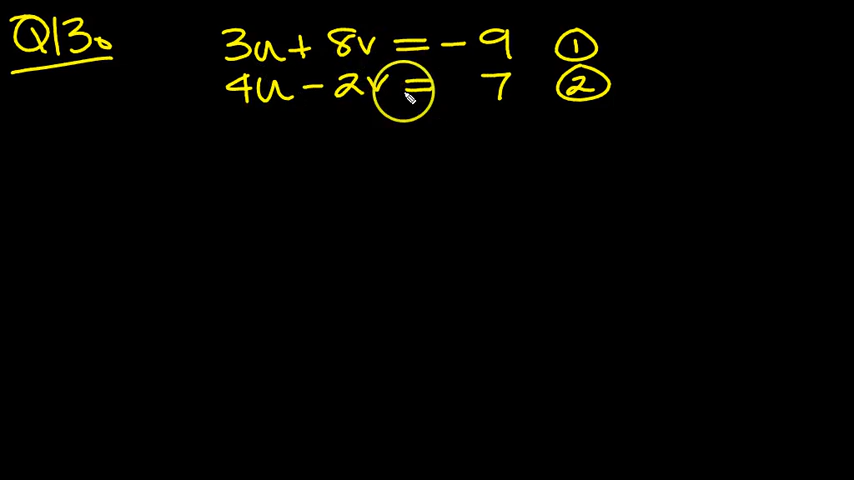 Q13.
3u + 8v = - 9 ①
4u - 2v = 7 ②